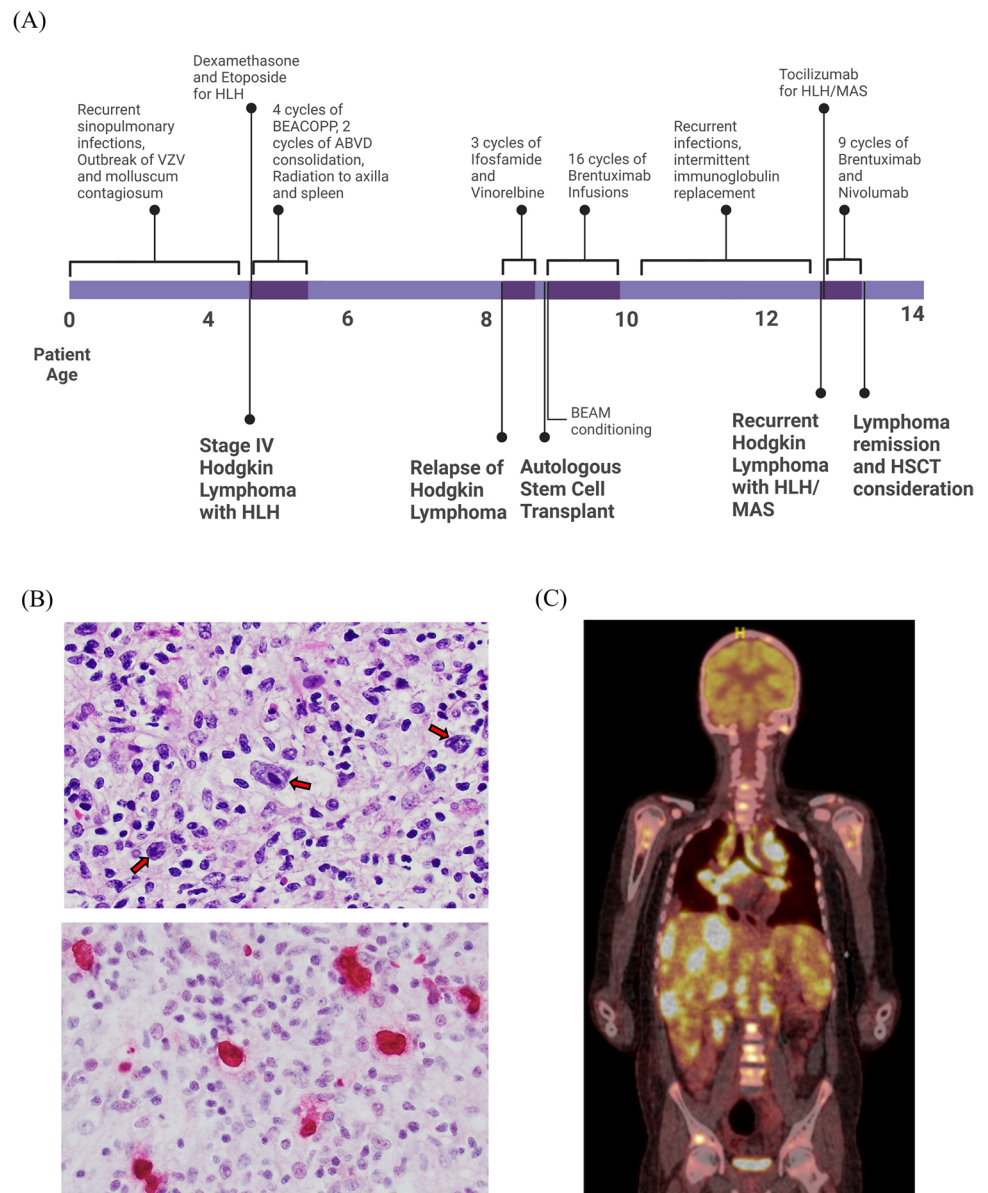 (A)
Dexamethasone
and Etoposide
for HLH
Recurrent
sinopulmonary
infections,
Outbreak of VZV
and molluscum
contagiosum
4 cycles of
BEACOPP, 2
cycles of ABVD
consolidation,
Radiation to axilla
and spleen
3 cycles of
Ifosfamide
and
Vinorelbine
16 cycles of
Brentuximab
Infusions
Recurrent
infections,
intermittent
immunoglobulin
replacement
Tocilizumab
for HLH/MAS
9 cycles of
Brentuximab
and
Nivolumab
0 4 6 8 10 12 14
Patient
Age
Stage IV
Hodgkin
Lymphoma
with HLH
Relapse of
Hodgkin
Lymphoma
Autologous
Stem Cell
Transplant
BEAM
conditioning
Recurrent
Hodgkin
Lymphoma
with HLH/
MAS
Lymphoma
remission
and HSCT
consideration
(B)
(C)
H